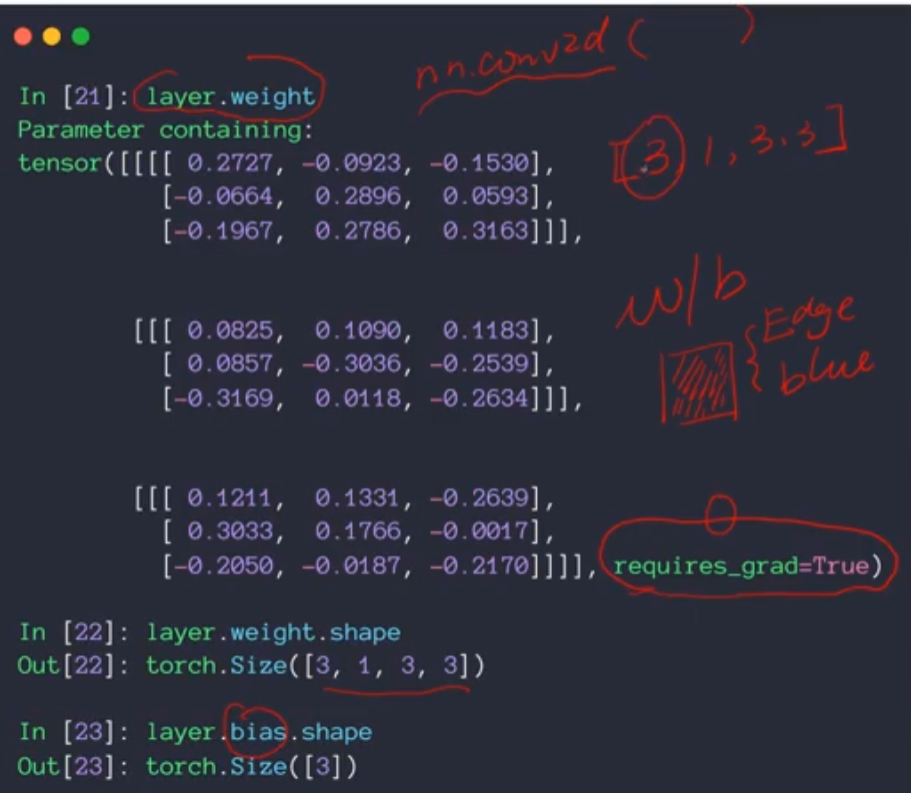 nn.conv2d ( )
In [21]: layer.weight
Parameter containing:
tensor([[[[ 0.2727, -0.0923, -0.1530],
[-0.0664, 0.2896, 0.0593],
[-0.1967, 0.2786, 0.3163]]],
[3, 1, 3, 3]
[[[ 0.0825, 0.1090, 0.1183],
[ 0.0857, -0.3036, -0.2539],
[-0.3169, 0.0118, -0.2634]]],
w/b
Edge
blue
[[[ 0.1211, 0.1331, -0.2639],
[ 0.3033, 0.1766, -0.0017],
[-0.2050, -0.0187, -0.2170]]]], requires_grad=True)
In [22]: layer.weight.shape
Out[22]: torch.Size([3, 1, 3, 3])
In [23]: layer.bias.shape
Out[23]: torch.Size([3])